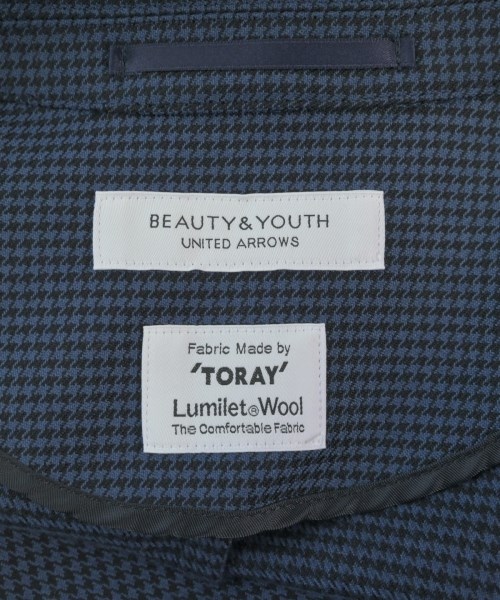 BEAUTY&YOUTH
UNITED ARROWS
Fabric Made by
'TORAY'
Lumilet®Wool
The Comfortable Fabric